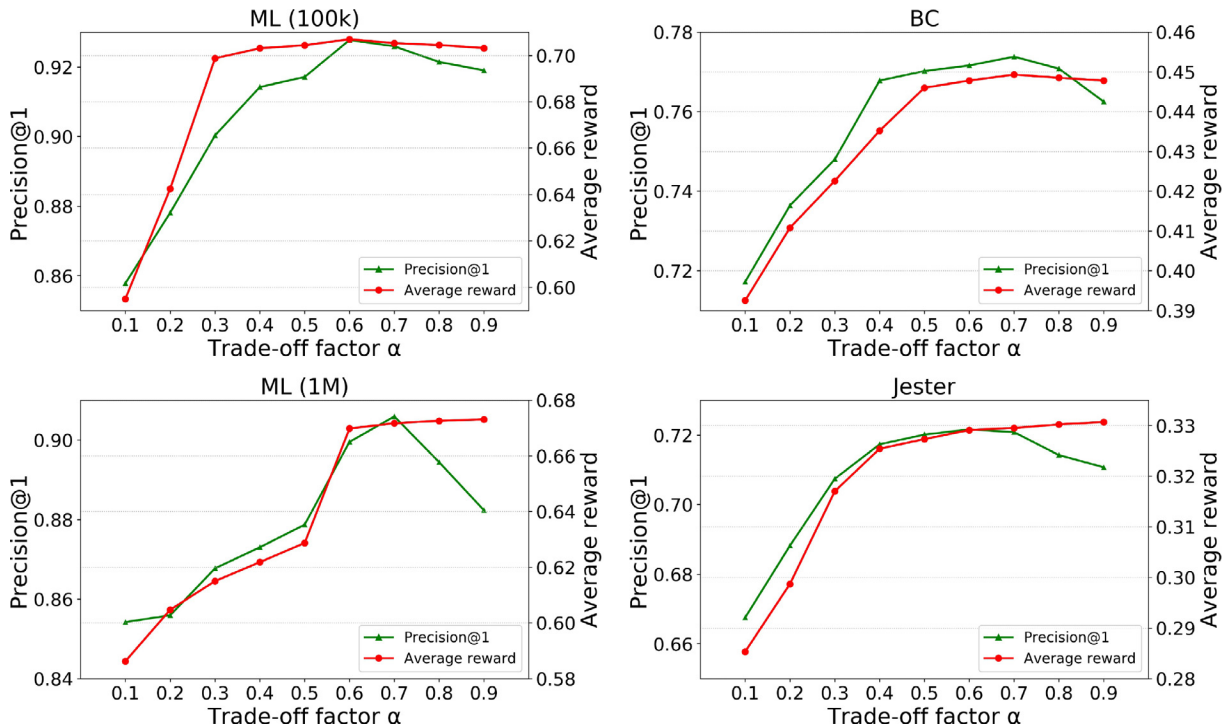 ML (100k)
Precision@1
0.92
0.90
0.88
0.86
0.70
0.68
0.66
0.64
0.62
0.60
Average reward
Precision@1
Average reward
0.1 0.2 0.3 0.4 0.5 0.6 0.7 0.8 0.9
Trade-off factor α
BC
Precision@1
0.78
0.76
0.74
0.72
0.46
0.45
0.44
0.43
0.42
0.41
0.40
0.39
Average reward
Precision@1
Average reward
0.1 0.2 0.3 0.4 0.5 0.6 0.7 0.8 0.9
Trade-off factor α
ML (1M)
Precision@1
0.90
0.88
0.86
0.84
0.68
0.66
0.64
0.62
0.60
0.58
Average reward
Precision@1
Average reward
0.1 0.2 0.3 0.4 0.5 0.6 0.7 0.8 0.9
Trade-off factor α
Jester
Precision@1
0.72
0.70
0.68
0.66
0.33
0.32
0.31
0.30
0.29
0.28
Average reward
Precision@1
Average reward
0.1 0.2 0.3 0.4 0.5 0.6 0.7 0.8 0.9
Trade-off factor α